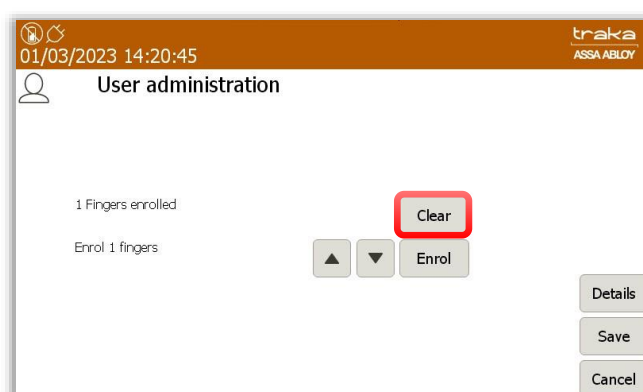 traka
01/03/2023 14:20:45
ASSA ABLOY
User administration
1 Fingers enrolled
Clear
Enrol 1 fingers
Enrol
Details
Save
Cancel